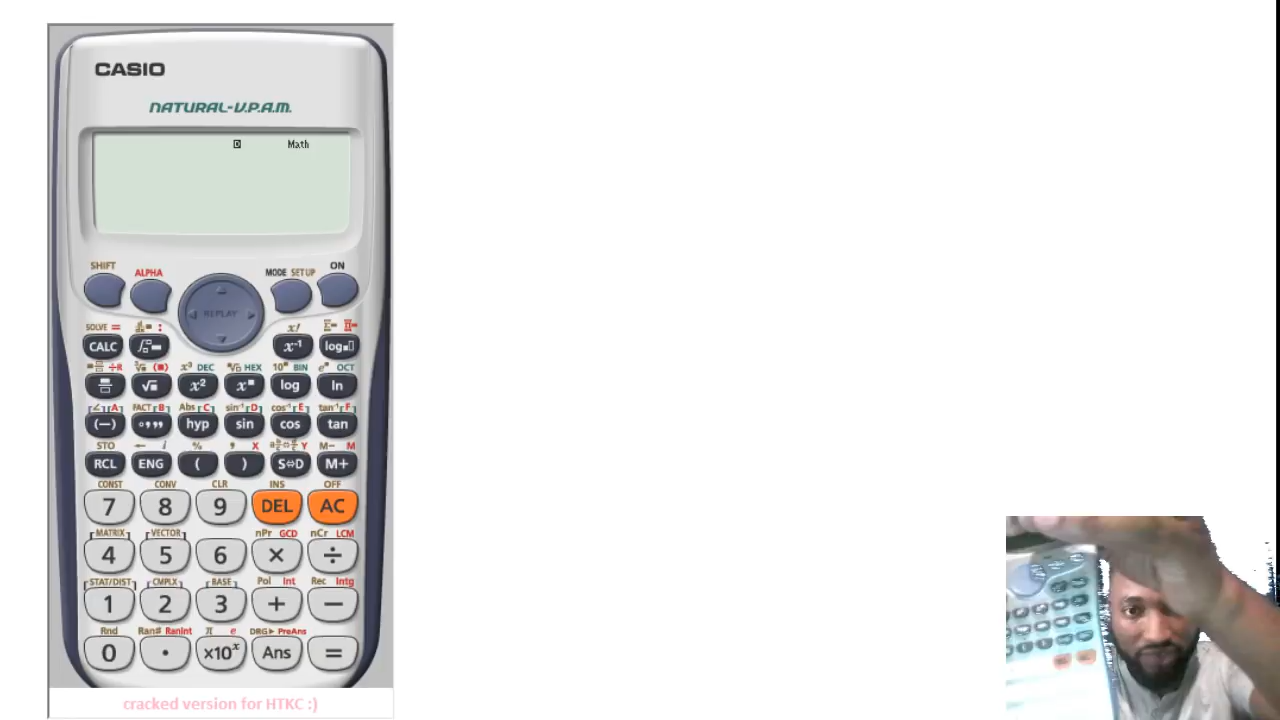 CASIO
NATURAL-V.P.A.M.
D Math
SHIFT ALPHA MODE SETUP ON
REPLAY
SOLVE = : x! Σ= Π=
CALC x⁻¹ log
÷R x³ DEC HEX 10 BIN e OCT
x² x log ln
∠ A FACT B Abs C sin⁻¹ D cos⁻¹ E tan⁻¹ F
(−) °,,, hyp sin cos tan
STO ← i % , X Y M− M
RCL ENG ( ) S⇔D M+
CONST CONV CLR INS OFF
7 8 9 DEL AC
MATRIX VECTOR nPr GCD nCr LCM
4 5 6 × ÷
STAT/DIST CMPLX BASE Pol Int Rec Intg
1 2 3 + −
Rnd Ran# RanInt π e DRG▶ PreAns
0 . ×10ˣ Ans =
cracked version for HTKC :)